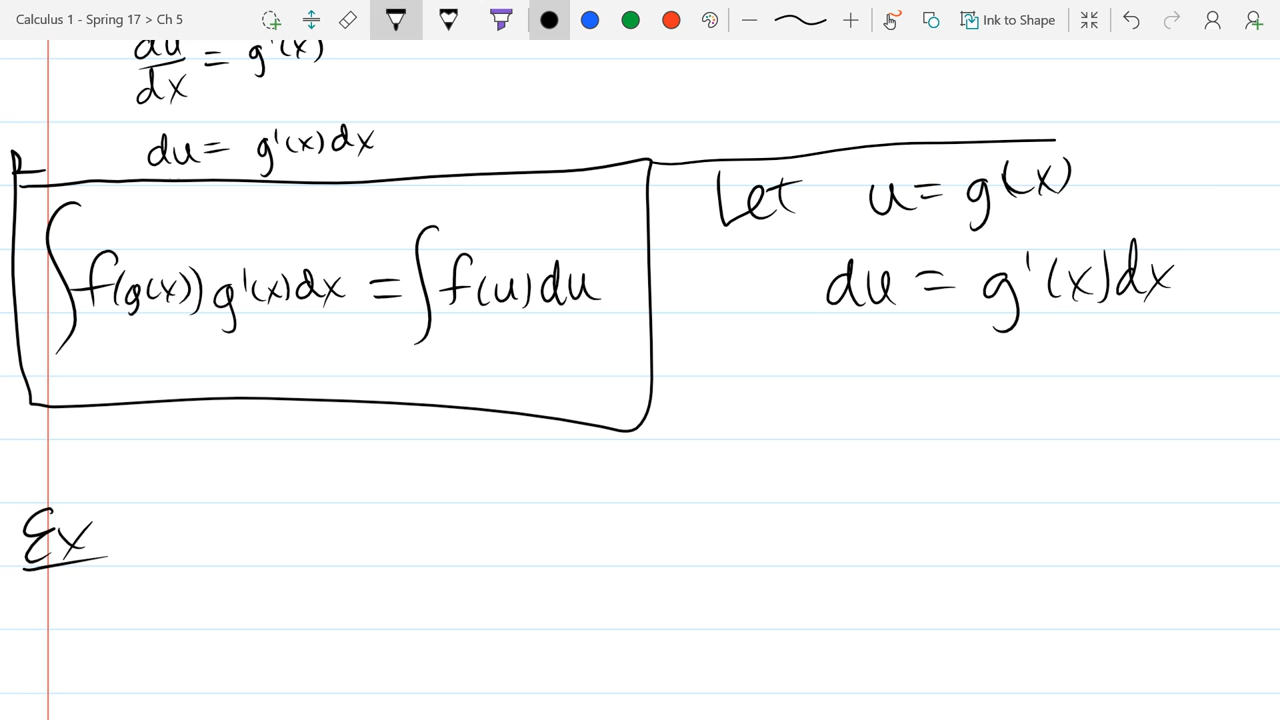 Calculus 1 - Spring 17 > Ch 5
Ink to Shape
du/dx = g'(x)
du = g'(x)dx
∫f(g(x))g'(x)dx = ∫f(u)du
Let u = g(x)
du = g'(x)dx
Ex